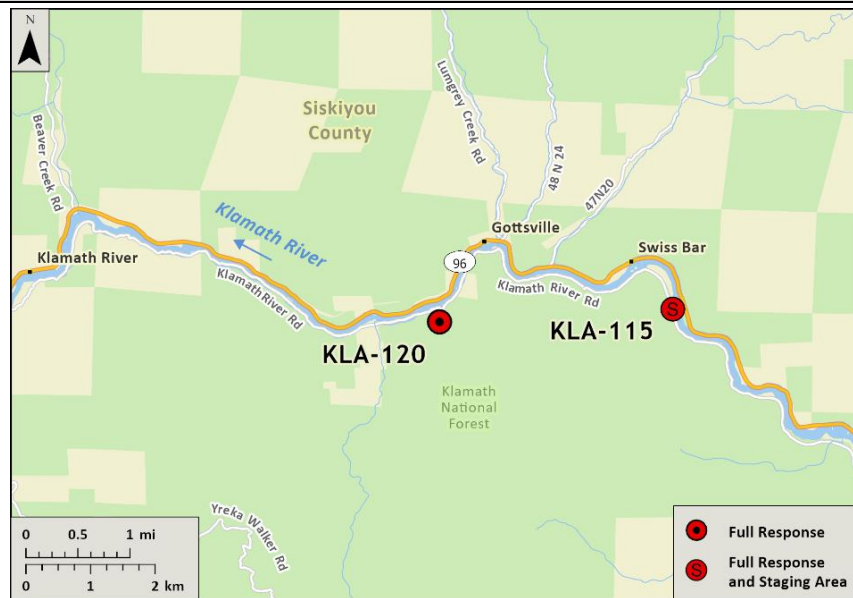 N
Siskiyou
County
Beaver Creek Rd
Lumgrey Creek Rd
48 N 24
47N20
Klamath River
Gottsville
Swiss Bar
Klamath River
96
Klamath River Rd
Klamath River Rd
KLA-120
KLA-115
Klamath
National
Forest
Yreka Walker Rd
0 0.5 1 mi
0 1 2 km
Full Response
S
S
Full Response
and Staging Area